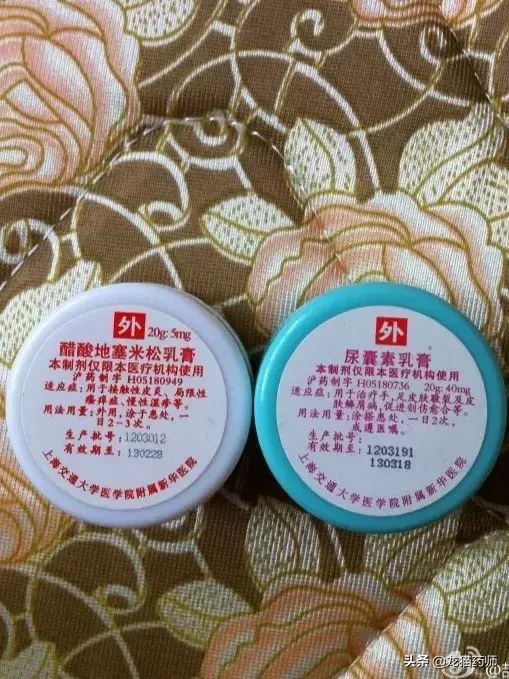 外
20g: 5mg
醋酸地塞米松乳膏
本制剂仅限本医疗机构使用
沪药制字 H05180949
适应症: 用于接触性皮炎、局限性
瘙痒症、慢性湿疹等。
用法用量: 外用, 涂于患处, 一
日2-3次。
生产批号: 1203012
有效期至: 130228
上海交通大学医学院附属新华医院
外
尿囊素乳膏
本制剂仅限本医疗机构使用
沪药制字 H05180736 20g: 40mg
适应症: 用于治疗手、足皮肤皲裂及皮
肤鳞屑病, 促进创伤愈合等。
用法用量: 涂搽患处, 一日2次,
或遵医嘱。
生产批号: 1203191
有效期至: 130318
上海交通大学医学院附属新华医院
头条 @龙猫药师